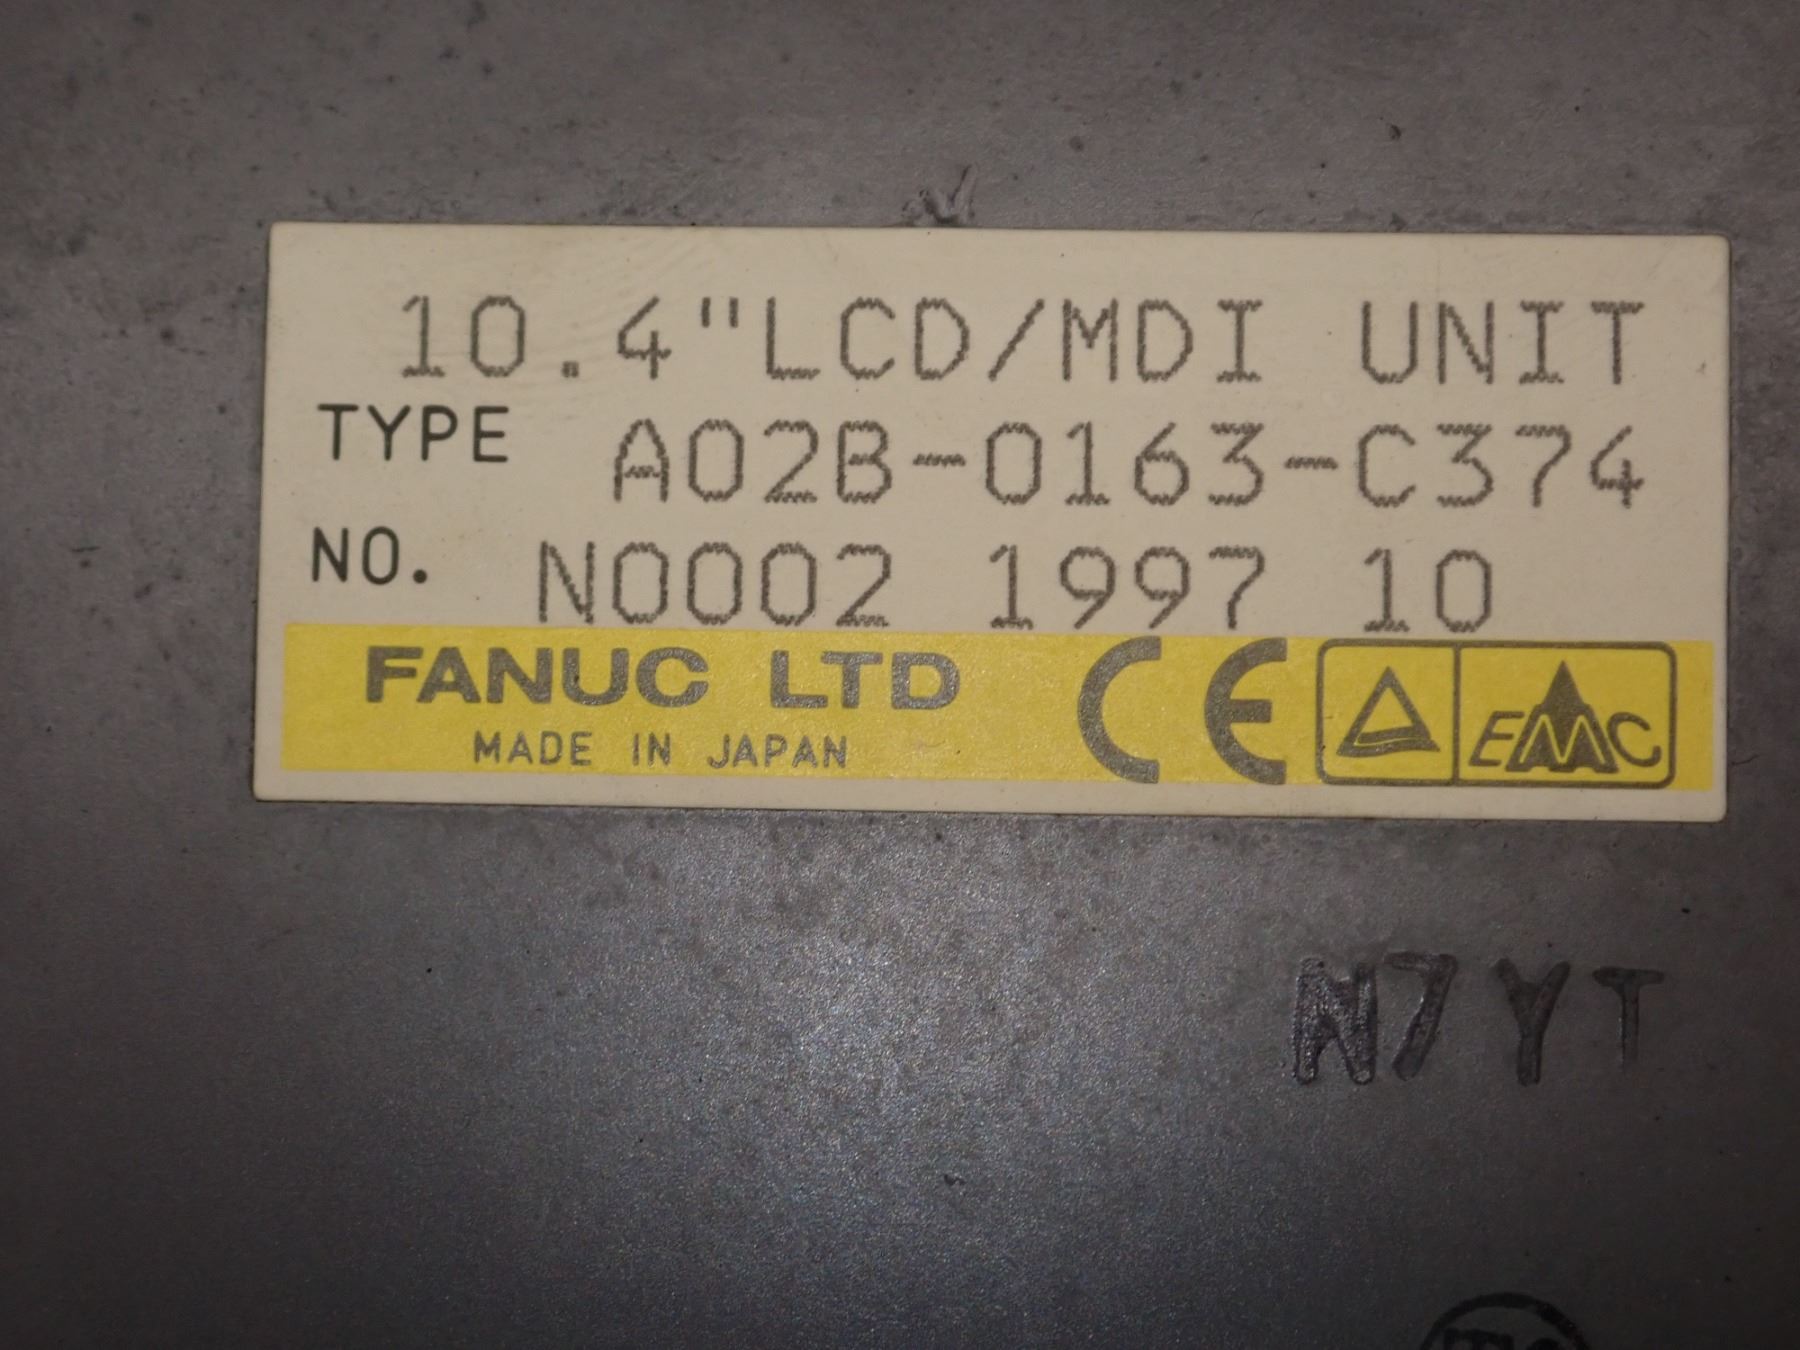 10.4"LCD/MDI UNIT
TYPE A02B-0163-C374
NO. N0002 1997 10
FANUC LTD
MADE IN JAPAN
CE
EMC
N7YT